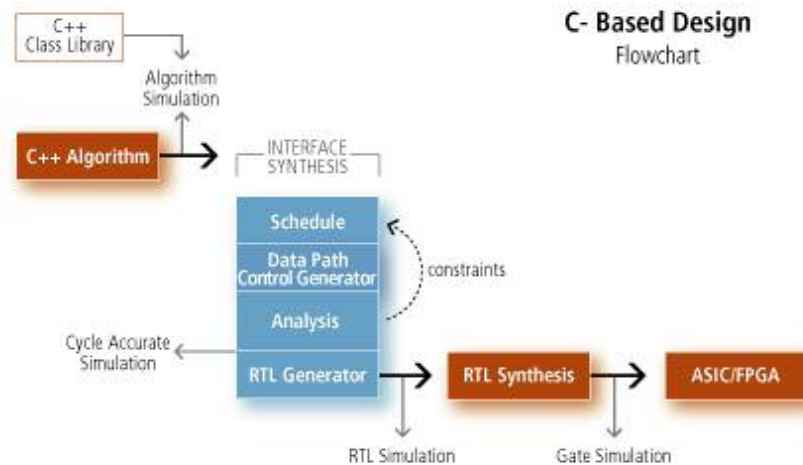 C- Based Design
Flowchart
C++
Class Library
Algorithm
Simulation
C++ Algorithm
INTERFACE
SYNTHESIS
Schedule
Data Path
Control Generator
constraints
Analysis
Cycle Accurate
Simulation
RTL Generator
RTL Synthesis
ASIC/FPGA
RTL Simulation
Gate Simulation